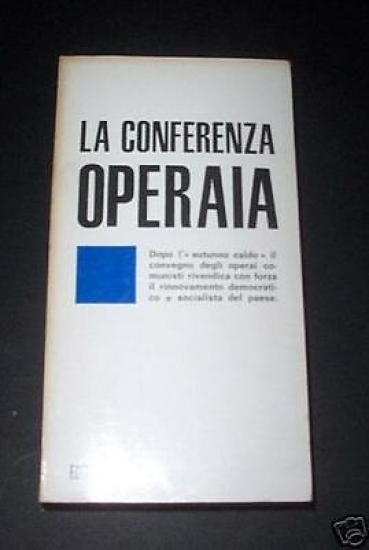 LA CONFERENZA
OPERAIA
Dopo l'« autunno caldo », il
convegno degli operai co-
munisti rivendica con forza
il rinnovamento democrati-
co e socialista del paese.